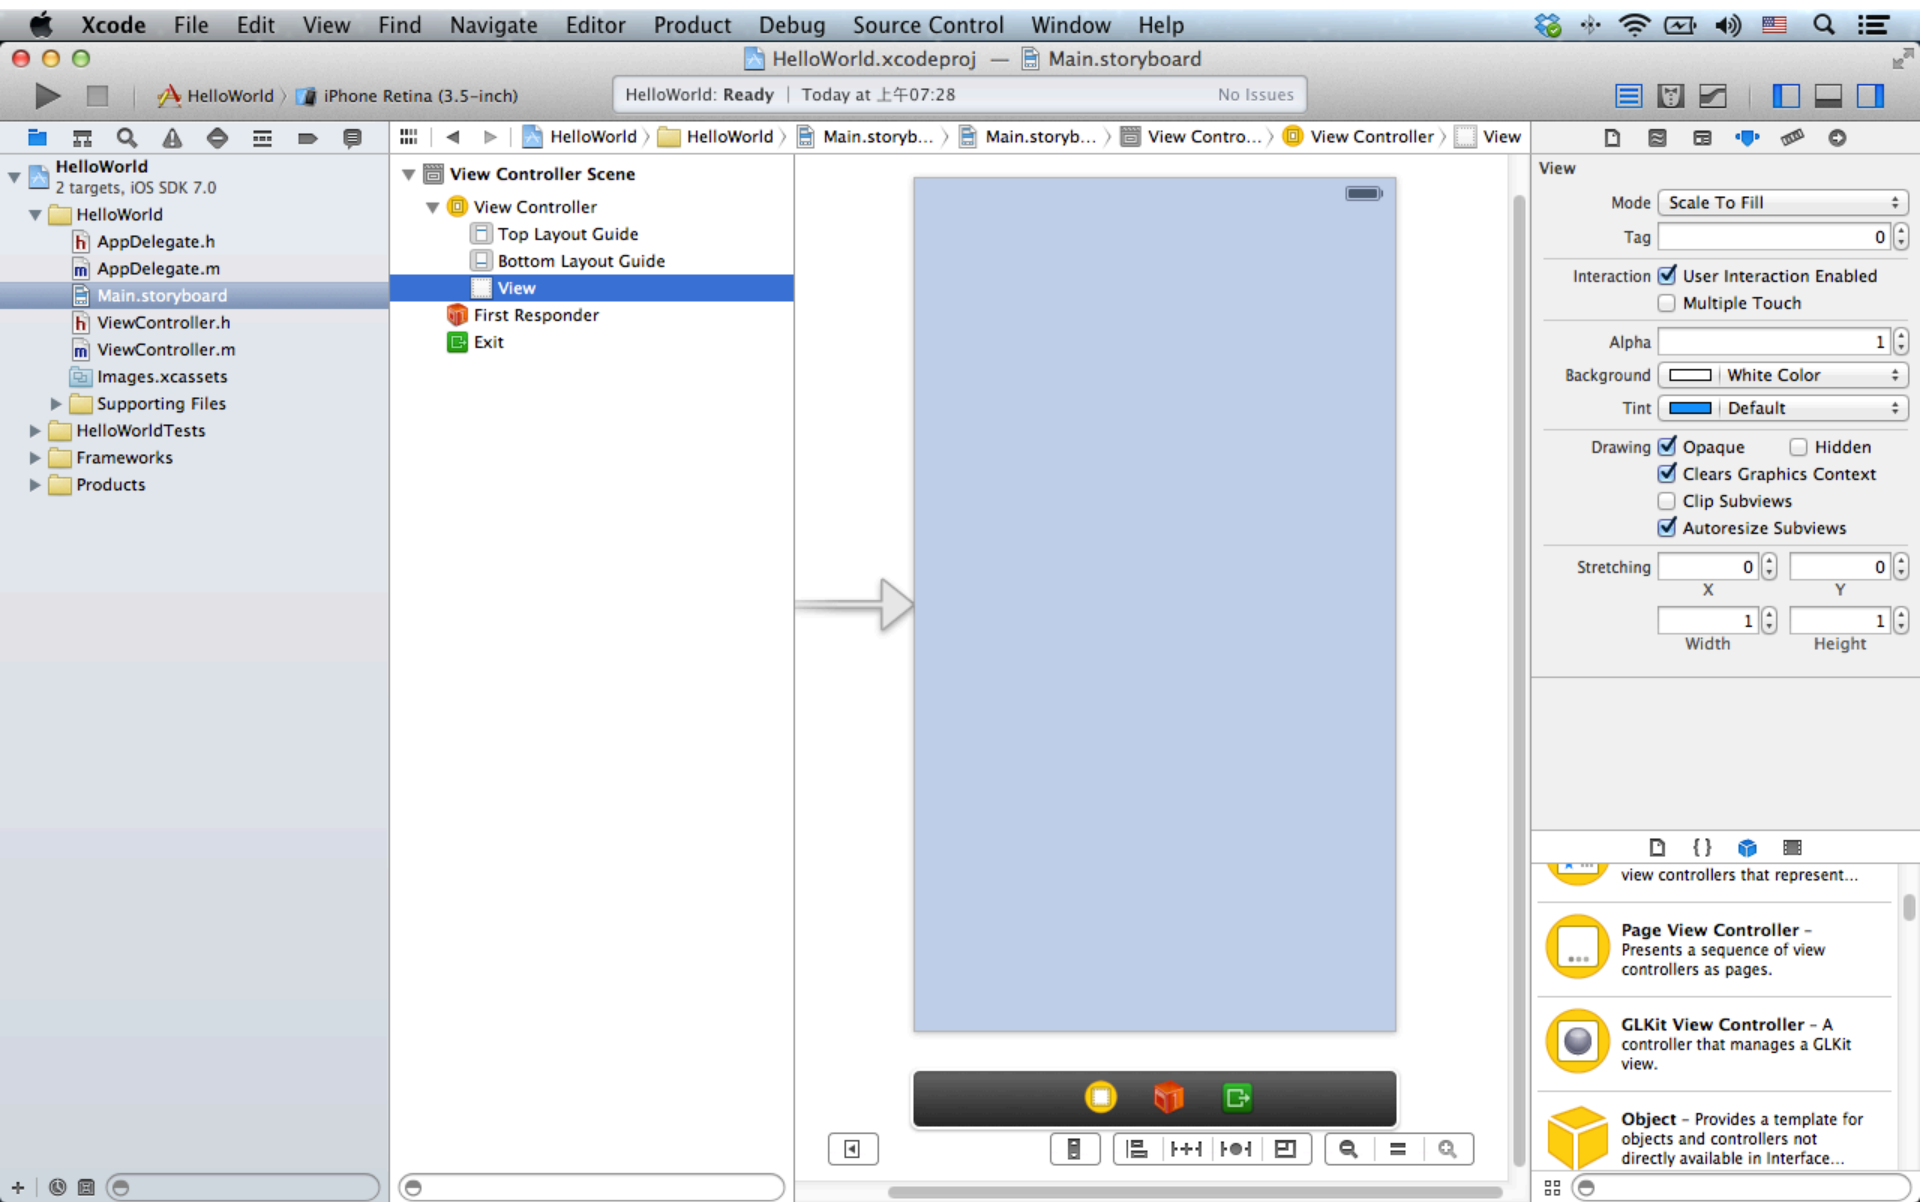 Xcode File Edit View Find Navigate Editor Product Debug Source Control Window Help
HelloWorld.xcodeproj — Main.storyboard
HelloWorld 〉 iPhone Retina (3.5-inch)
HelloWorld: Ready | Today at 上午07:28
No Issues
HelloWorld 〉 HelloWorld 〉 Main.storyb... 〉 Main.storyb... 〉 View Contro... 〉 View Controller 〉 View
HelloWorld
2 targets, iOS SDK 7.0
HelloWorld
AppDelegate.h
AppDelegate.m
Main.storyboard
ViewController.h
ViewController.m
Images.xcassets
Supporting Files
HelloWorldTests
Frameworks
Products
View Controller Scene
View Controller
Top Layout Guide
Bottom Layout Guide
View
First Responder
Exit
View
Mode Scale To Fill
Tag 0
Interaction User Interaction Enabled
Multiple Touch
Alpha 1
Background White Color
Tint Default
Drawing Opaque Hidden
Clears Graphics Context
Clip Subviews
Autoresize Subviews
Stretching 0 0
X Y
1 1
Width Height
view controllers that represent...
Page View Controller –
Presents a sequence of view
controllers as pages.
GLKit View Controller – A
controller that manages a GLKit
view.
Object – Provides a template for
objects and controllers not
directly available in Interface...